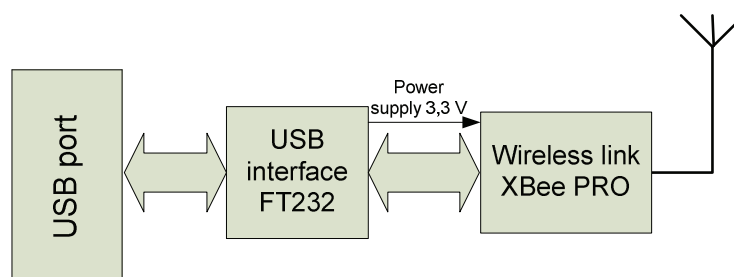 USB port
USB
interface
FT232
Power
supply 3,3 V
Wireless link
XBee PRO